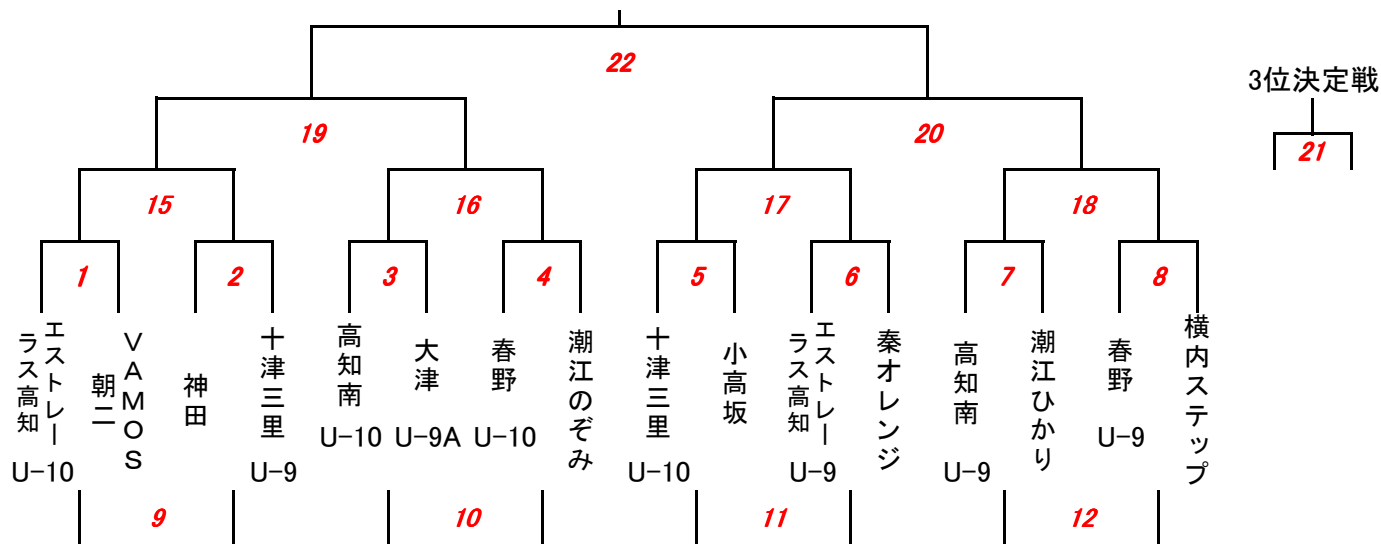 22
3位決定戦
19
20
21
15
16
17
18
1
2
3
4
5
6
7
8
エストレーラス高知
U-10
VAMOS朝二
神田
十津三里
U-9
高知南
U-10
大津
U-9A
春野
U-10
潮江のぞみ
十津三里
U-10
小高坂
エストレーラス高知
U-9
秦オレンジ
高知南
U-9
潮江ひかり
春野
U-9
横内ステップ
9
10
11
12